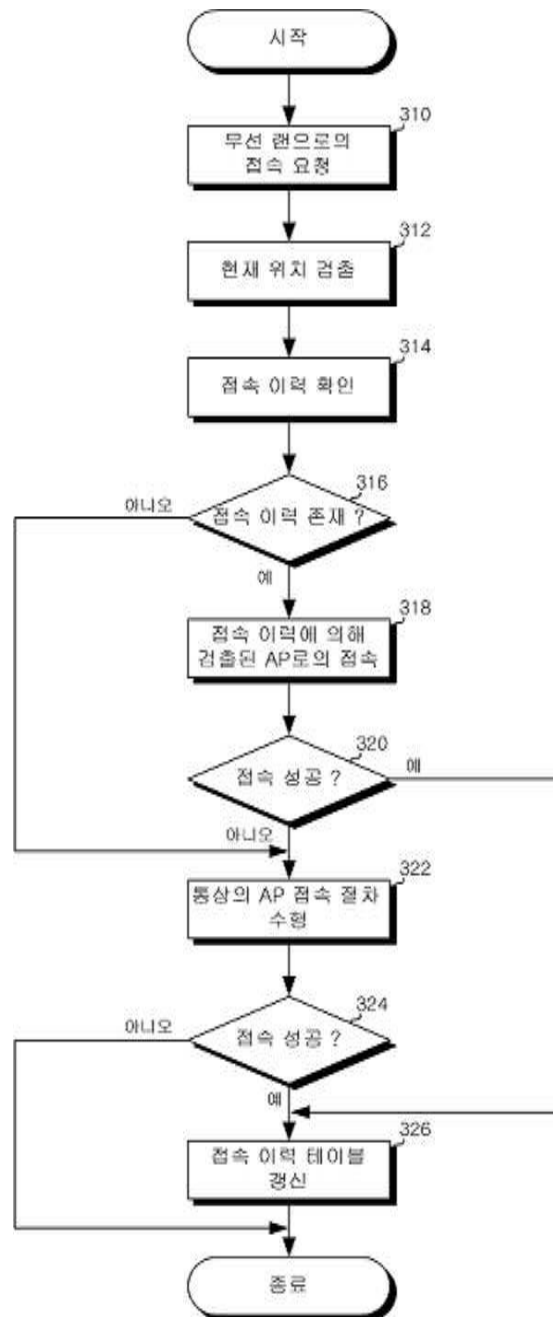 시작
310
무선 랜으로의
접속 요청
312
현재 위치 검출
314
접속 이력 확인
316
아니오
접속 이력 존재 ?
예
318
접속 이력에 의해
검출된 AP로의 접속
320
접속 성공 ?
예
아니오
322
통상의 AP 접속 절차
수형
324
아니오
접속 성공 ?
예
326
접속 이력 테이블
갱신
종료